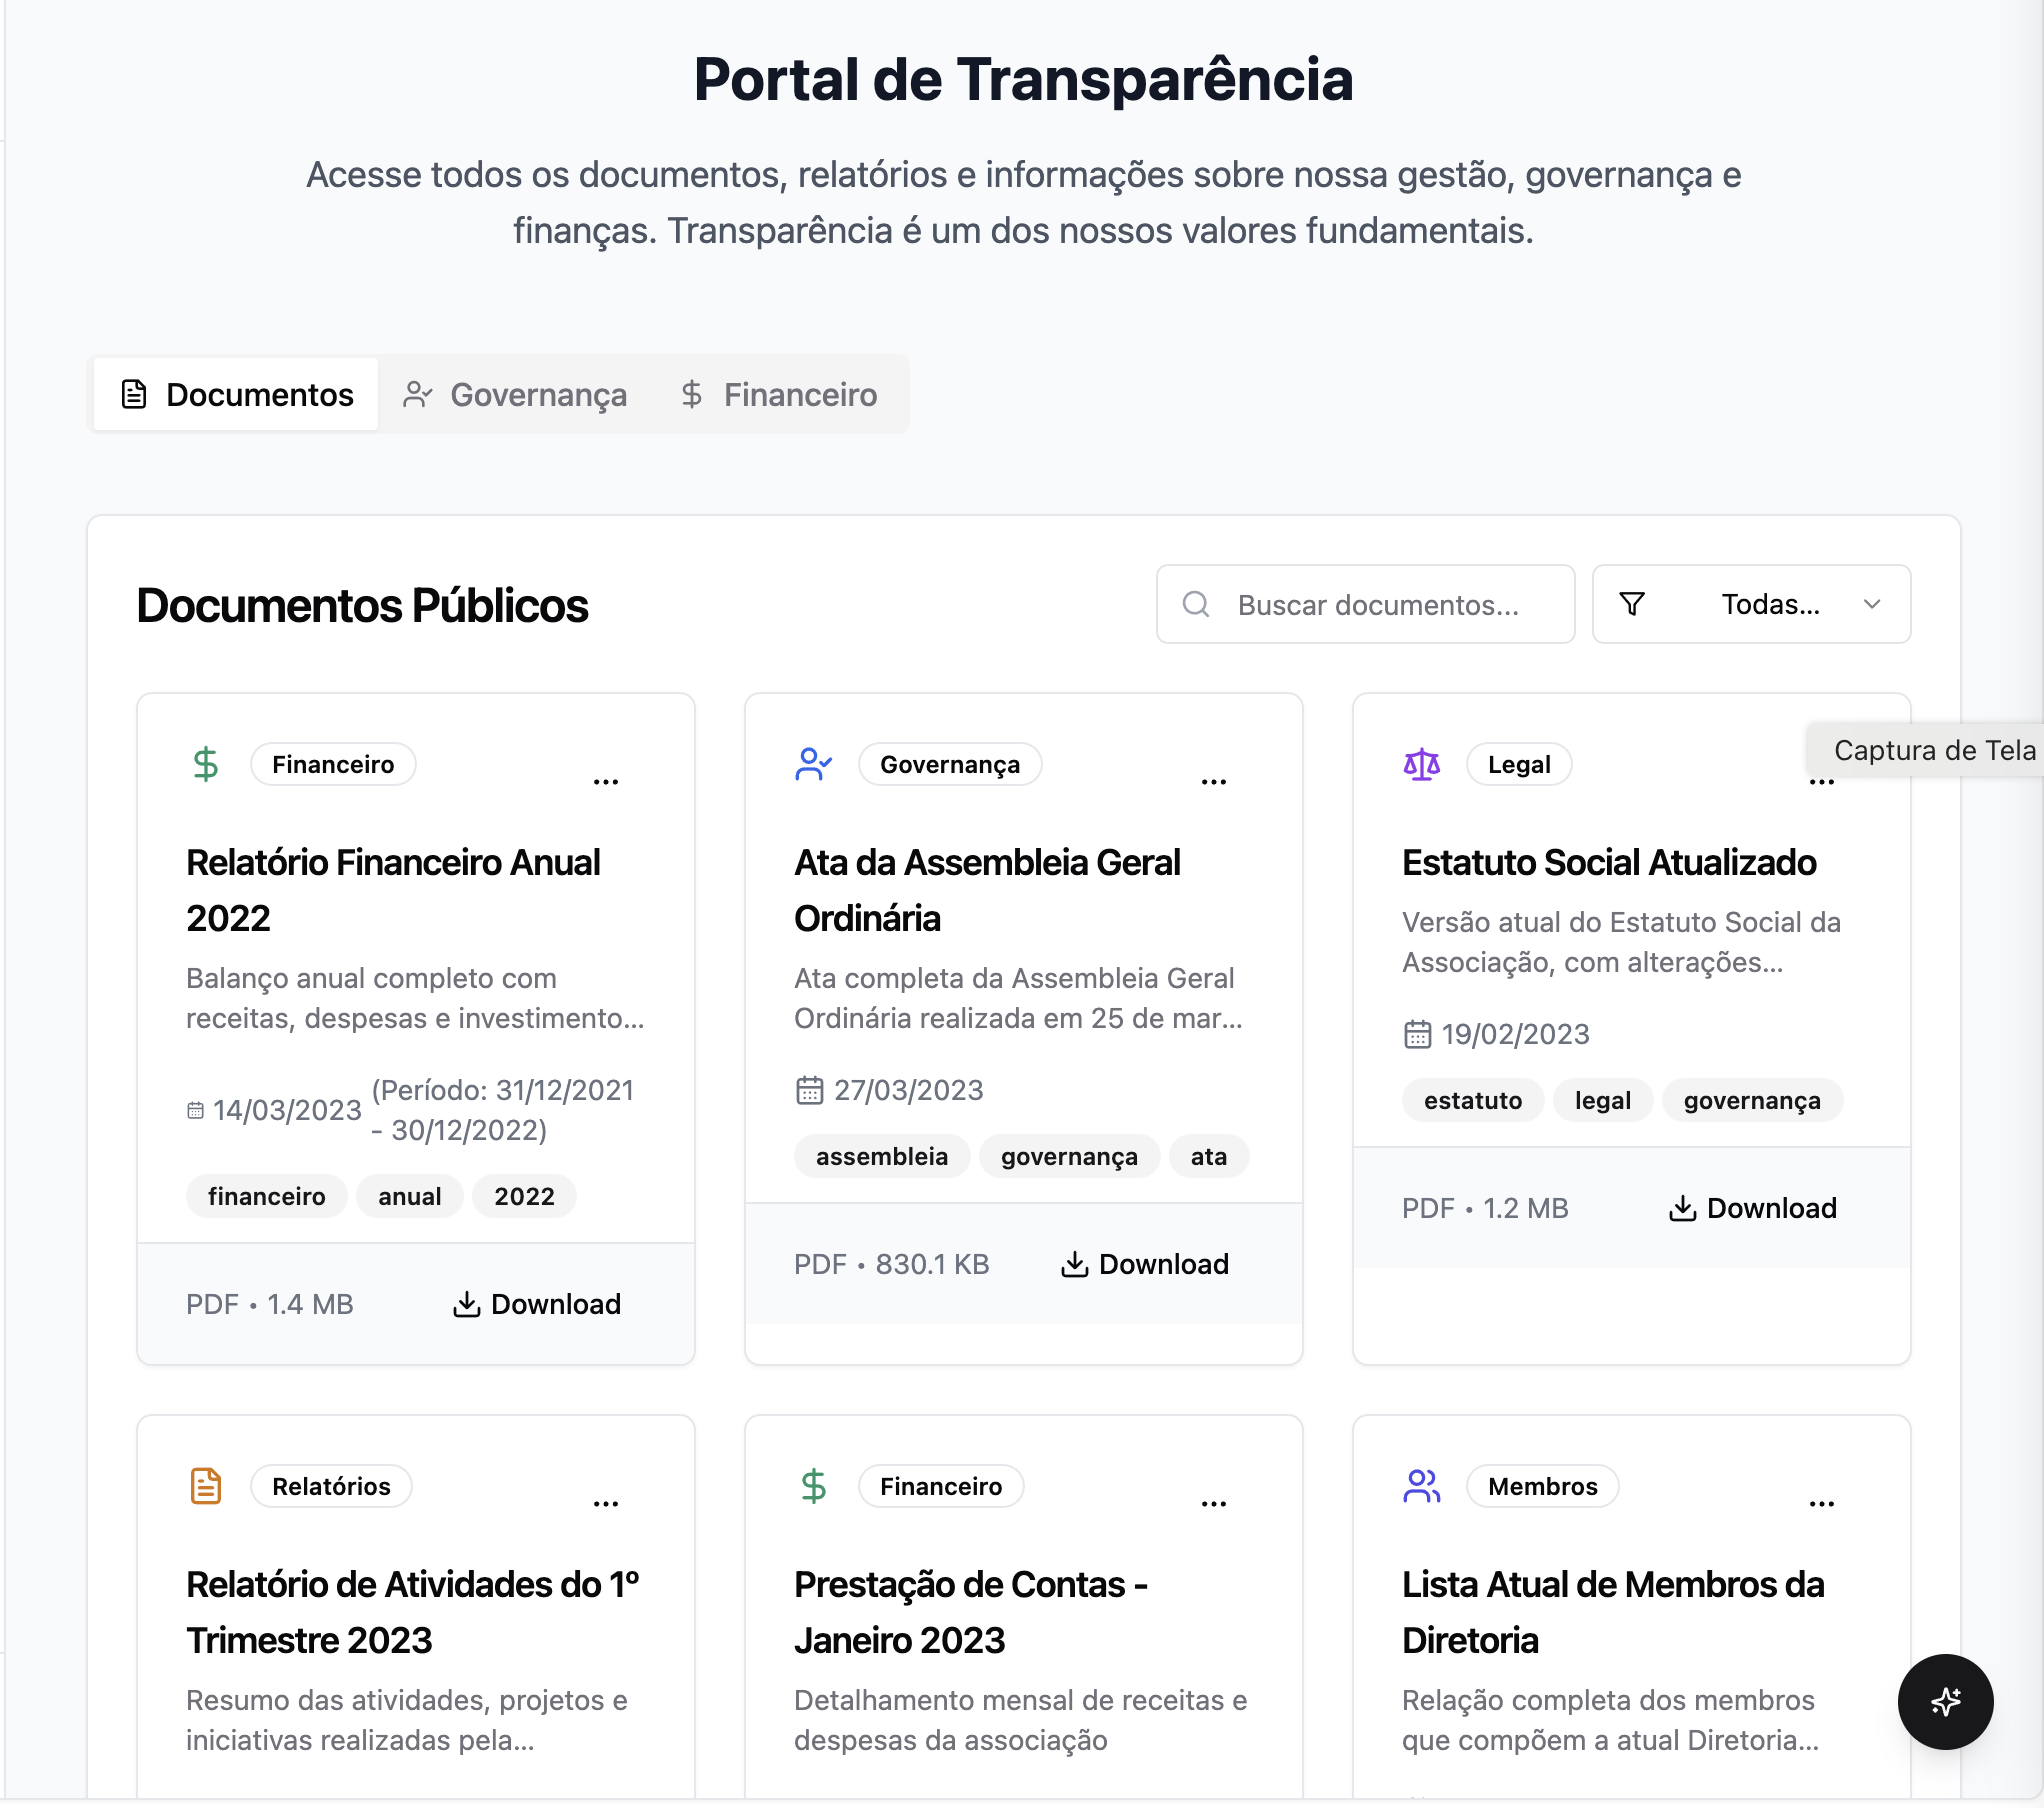 Portal de Transparência
Acesse todos os documentos, relatórios e informações sobre nossa gestão, governança e
finanças. Transparência é um dos nossos valores fundamentais.
Documentos
Governança
Financeiro
Documentos Públicos
Buscar documentos...
Todas...
Financeiro
...
Relatório Financeiro Anual
2022
Balanço anual completo com
receitas, despesas e investimento...
14/03/2023
(Período: 31/12/2021
- 30/12/2022)
financeiro
anual
2022
PDF • 1.4 MB
Download
Governança
...
Ata da Assembleia Geral
Ordinária
Ata completa da Assembleia Geral
Ordinária realizada em 25 de mar...
27/03/2023
assembleia
governança
ata
PDF • 830.1 KB
Download
Legal
Captura de Tela
...
Estatuto Social Atualizado
Versão atual do Estatuto Social da
Associação, com alterações...
19/02/2023
estatuto
legal
governança
PDF • 1.2 MB
Download
Relatórios
...
Relatório de Atividades do 1º
Trimestre 2023
Resumo das atividades, projetos e
iniciativas realizadas pela...
Financeiro
...
Prestação de Contas -
Janeiro 2023
Detalhamento mensal de receitas e
despesas da associação
Membros
...
Lista Atual de Membros da
Diretoria
Relação completa dos membros
que compõem a atual Diretoria...